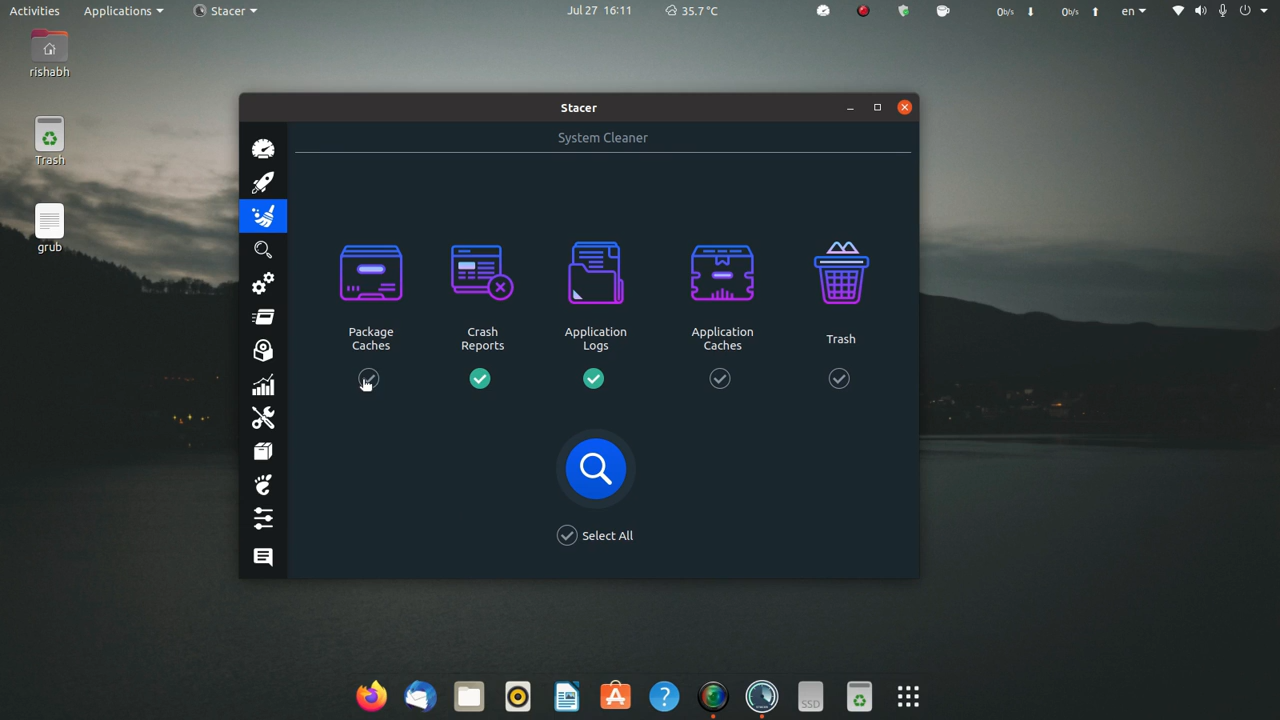 Activities Applications Stacer Jul 27 16:11 35.7°C 0b/s 0b/s en
rishabh
Trash
grub
Stacer
System Cleaner
Package
Caches
Crash
Reports
Application
Logs
Application
Caches
Trash
Select All
SSD